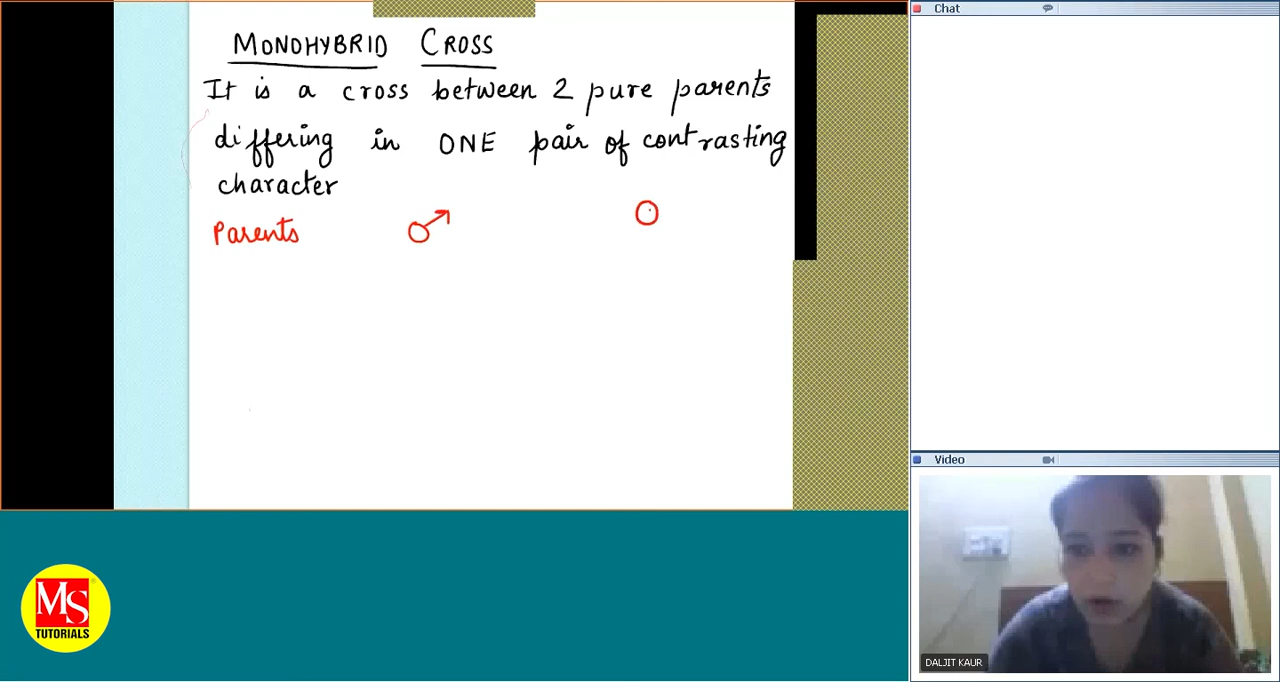 MONOHYBRID CROSS
It is a cross between 2 pure parents
differing in ONE pair of contrasting
character
Parents
Chat
Video
DALJIT KAUR
MS
TUTORIALS